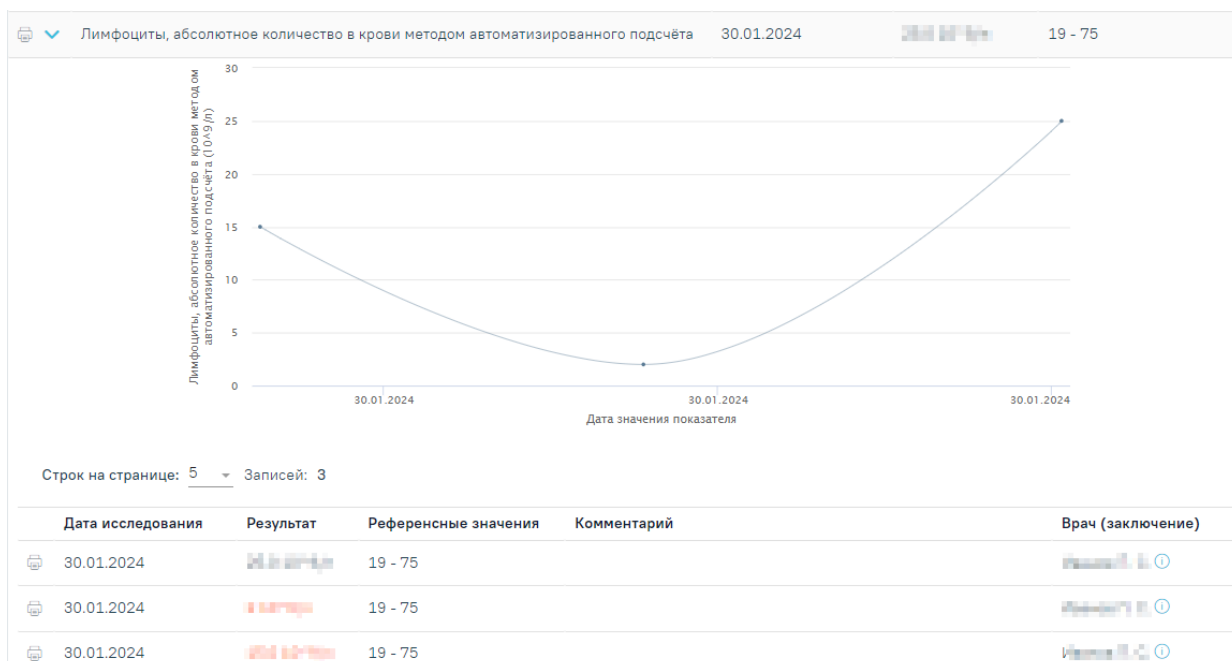 Лимфоциты, абсолютное количество в крови методом автоматизированного подсчёта 30.01.2024 19 - 75
Лимфоциты, абсолютное количество в крови методом
автоматизированного подсчёта (10^9/л)
30
25
20
15
10
5
0
30.01.2024 30.01.2024 30.01.2024
Дата значения показателя
Строк на странице: 5 Записей: 3
Дата исследования Результат Референсные значения Комментарий Врач (заключение)
30.01.2024 19 - 75
30.01.2024 19 - 75
30.01.2024 19 - 75